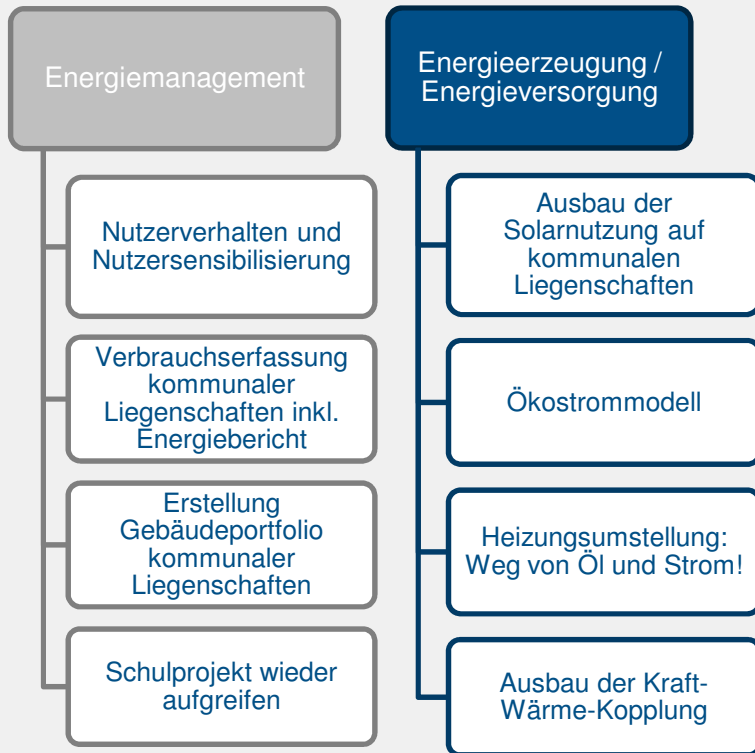 Energiemanagement
Nutzerverhalten und
Nutzersensibilisierung
Verbrauchserfassung
kommunaler
Liegenschaften inkl.
Energiebericht
Erstellung
Gebäudeportfolio
kommunaler
Liegenschaften
Schulprojekt wieder
aufgreifen
Energieerzeugung /
Energieversorgung
Ausbau der
Solarnutzung auf
kommunalen
Liegenschaften
Ökostrommodell
Heizungsumstellung:
Weg von Öl und Strom!
Ausbau der Kraft-
Wärme-Kopplung